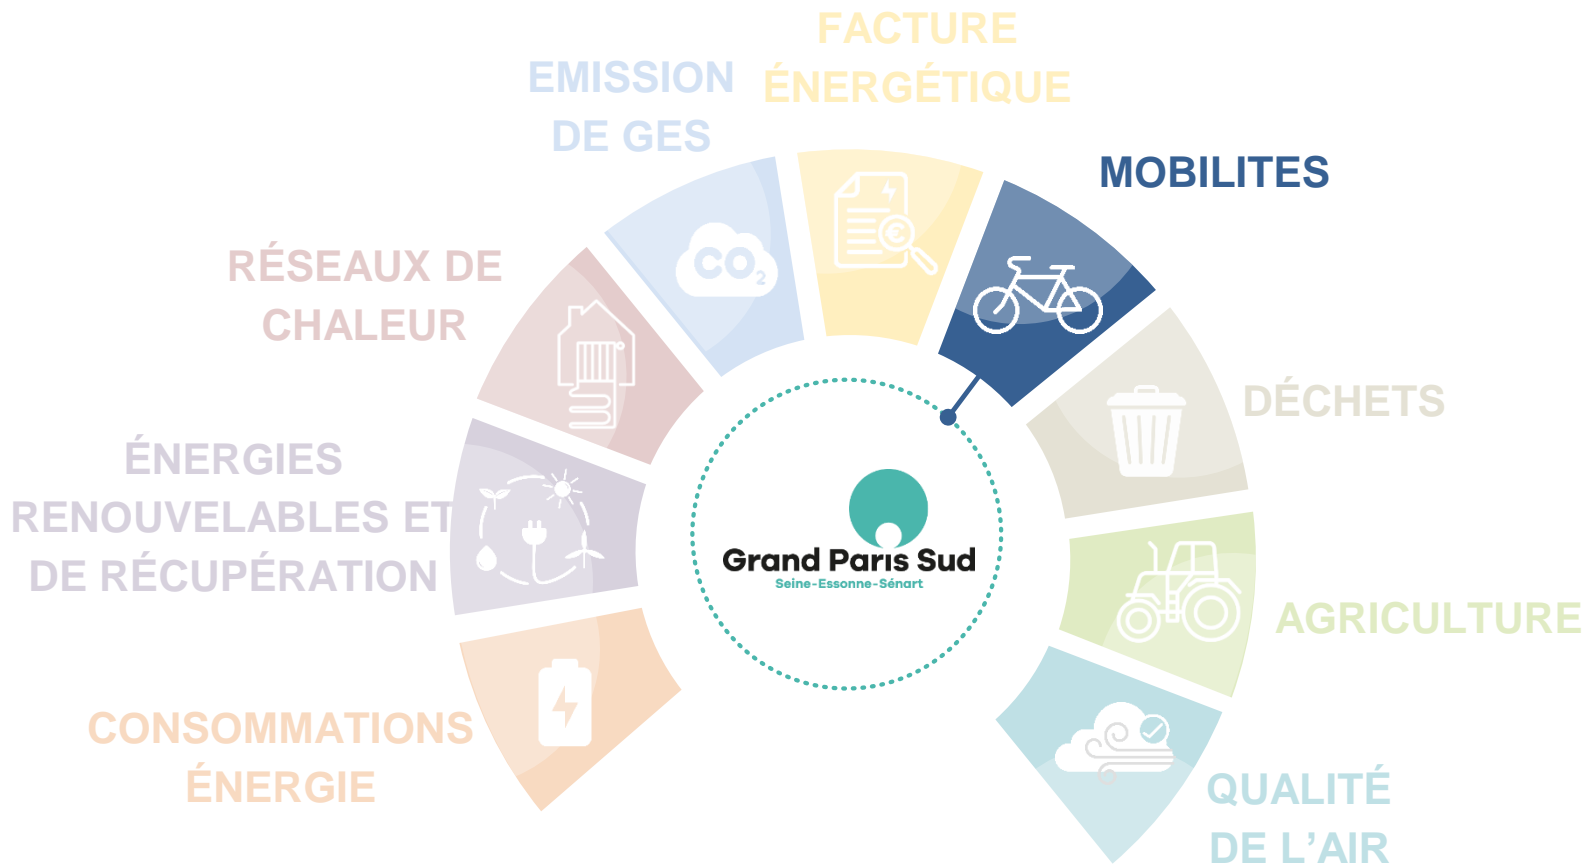 FACTURE
ÉNERGÉTIQUE
EMISSION
DE GES
MOBILITES
RÉSEAUX DE
CHALEUR
CO2
€
DÉCHETS
ÉNERGIES
RENOUVELABLES ET
DE RÉCUPÉRATION
Grand Paris Sud
Seine-Essonne-Sénart
AGRICULTURE
CONSOMMATIONS
ÉNERGIE
QUALITÉ
DE L'AIR